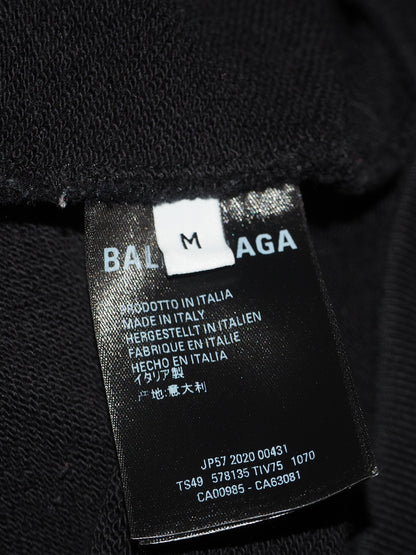 M
BAL AGA
PRODOTTO IN ITALIA
MADE IN ITALY
HERGESTELLT IN ITALIEN
FABRIQUE EN ITALIE
HECHO EN ITALIA
イタリア製
产地:意大利
JP57 2020 00431
TS49 578135 TIV75 1070
CA00985 - CA63081